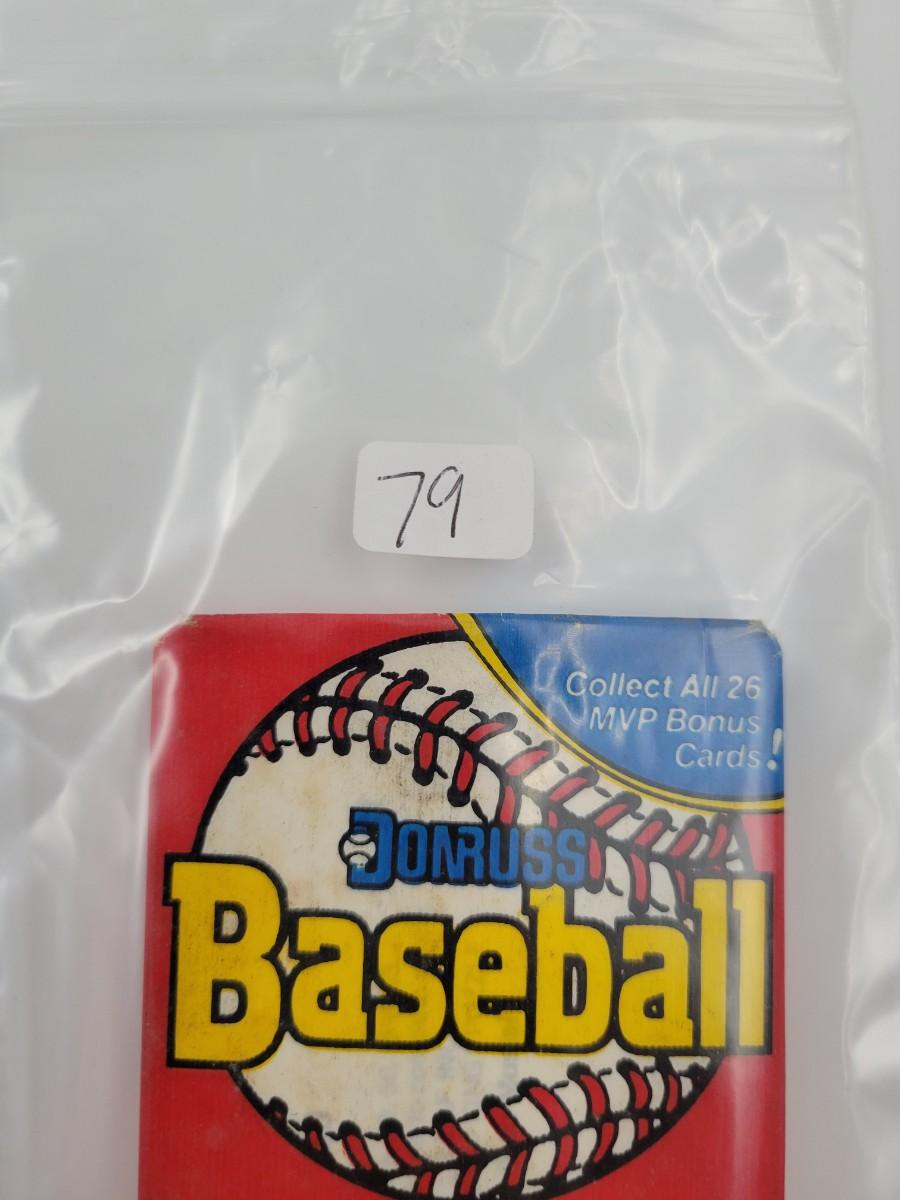 79
Collect All 26
MVP Bonus
Cards!
DONRUSS
Baseball